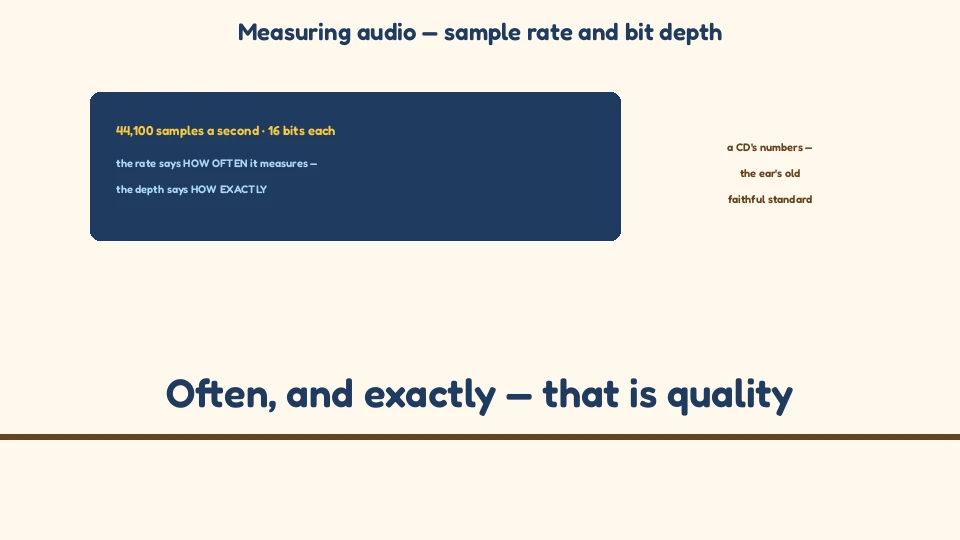 Measuring audio — sample rate and bit depth
44,100 samples a second · 16 bits each
the rate says HOW OFTEN it measures —
the depth says HOW EXACTLY
a CD's numbers —
the ear's old
faithful standard
Often, and exactly — that is quality